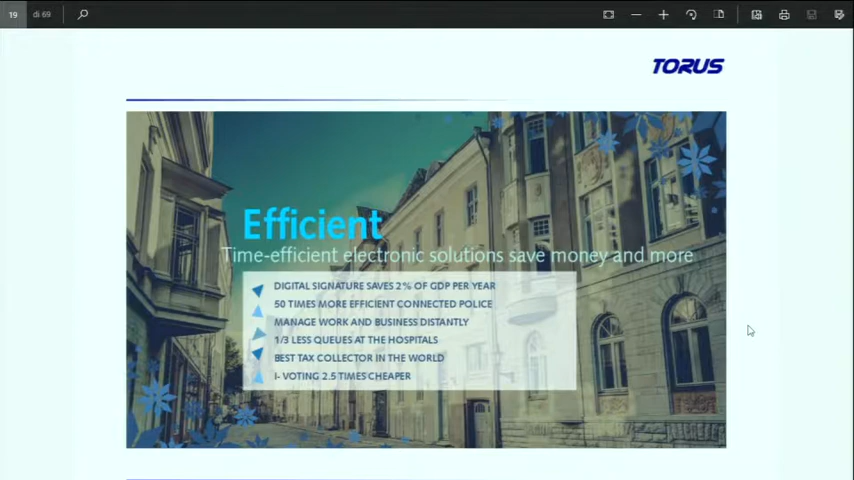 19 di 69
TORUS
Efficient
Time-efficient electronic solutions save money and more
DIGITAL SIGNATURE SAVES 2% OF GDP PER YEAR
50 TIMES MORE EFFICIENT CONNECTED POLICE
MANAGE WORK AND BUSINESS DISTANTLY
1/3 LESS QUEUES AT THE HOSPITALS
BEST TAX COLLECTOR IN THE WORLD
I- VOTING 2.5 TIMES CHEAPER